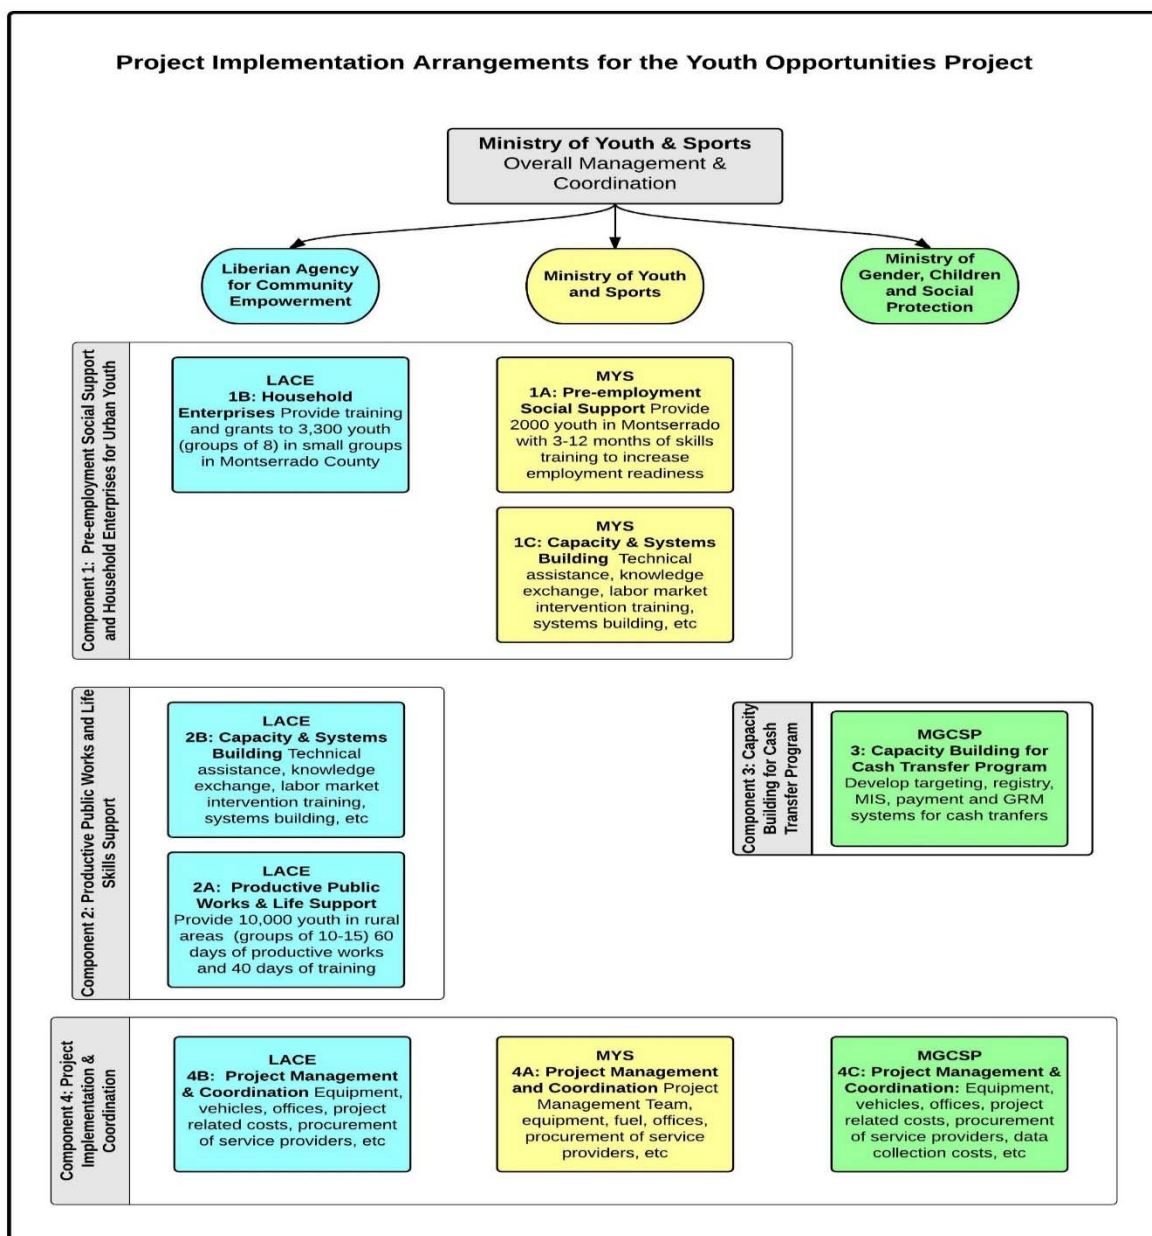 Project Implementation Arrangements for the Youth Opportunities Project
Ministry of Youth & Sports
Overall Management &
Coordination
Liberian Agency
for Community
Empowerment
Ministry of Youth
and Sports
Ministry of
Gender, Children
and Social
Protection
Component 1:  Pre-employment Social Support
and Household Enterprises for Urban Youth
LACE
1B: Household
Enterprises Provide training
and grants to 3,300 youth
(groups of 8) in small groups
in Montserrado County
MYS
1A: Pre-employment
Social Support Provide
2000 youth in Montserrado
with 3-12 months of skills
training to increase
employment readiness
MYS
1C: Capacity & Systems
Building  Technical
assistance, knowledge
exchange, labor market
intervention training,
systems building, etc
Component 2: Productive Public Works and Life
Skills Support
LACE
2B: Capacity & Systems
Building Technical
assistance, knowledge
exchange, labor market
intervention training,
systems building, etc
LACE
2A:  Productive Public
Works & Life Support
Provide 10,000 youth in rural
areas  (groups of 10-15) 60
days of productive works
and 40 days of training
Component 3: Capacity
Building for Cash
Transfer Program
MGCSP
3: Capacity Building for
Cash Transfer Program
Develop targeting, registry,
MIS, payment and GRM
systems for cash tranfers
Component 4: Project
Implementation &
Coordination
LACE
4B:  Project Management
& Coordination Equipment,
vehicles, offices, project
related costs, procurement
of service providers, etc
MYS
4A: Project Management
and Coordination Project
Management Team,
equipment, fuel, offices,
procurement of service
providers, etc
MGCSP
4C: Project Management &
Coordination: Equipment,
vehicles, offices, project
related costs, procurement
of service providers, data
collection costs, etc